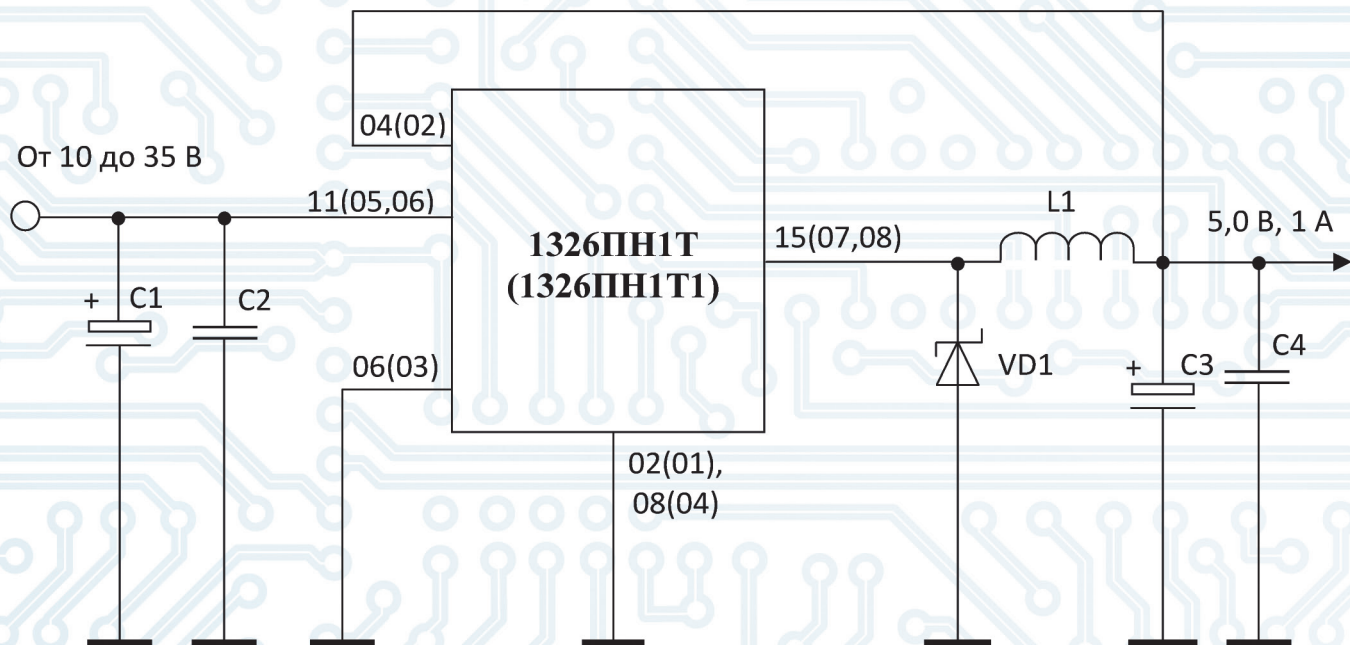 04(02)
От 10 до 35 В
11(05,06)
1326ПН1Т
(1326ПН1Т1)
15(07,08)
L1
5,0 В, 1 А
+ C1
C2
06(03)
VD1
+ C3
C4
02(01),
08(04)